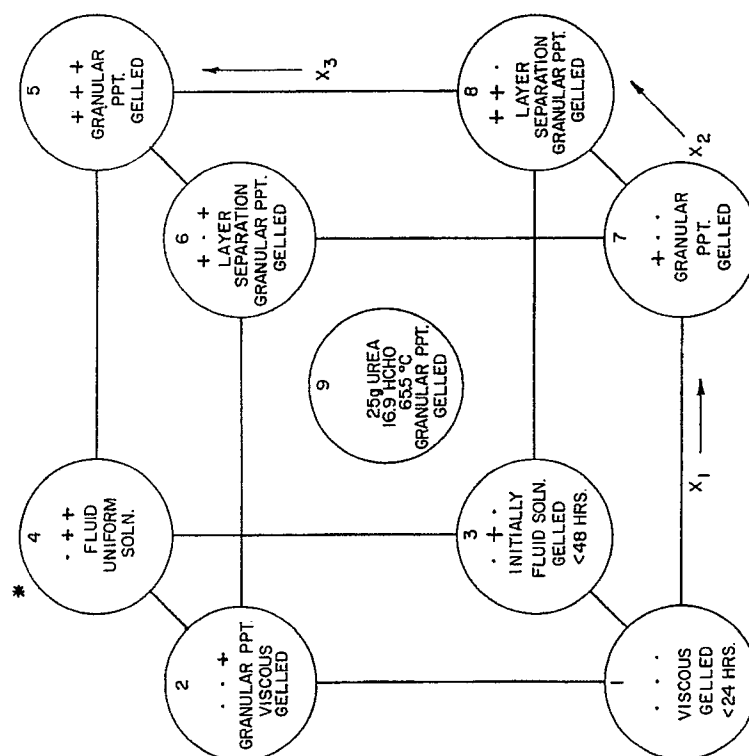 *
4
· + +
FLUID
UNIFORM
SOLN.
5
+ + +
GRANULAR
PPT.
GELLED
2
· · +
GRANULAR PPT.
VISCOUS
GELLED
6
+ · +
LAYER
SEPARATION
GRANULAR PPT.
GELLED
X3
9
25g UREA
16.9 HCHO
65.5 °C
GRANULAR PPT.
GELLED
3
· + ·
INITIALLY
FLUID SOLN.
GELLED
<48 HRS.
8
+ + ·
LAYER
SEPARATION
GRANULAR PPT.
GELLED
1
· · ·
VISCOUS
GELLED
<24 HRS.
7
+ · ·
GRANULAR
PPT.
GELLED
X1
X2